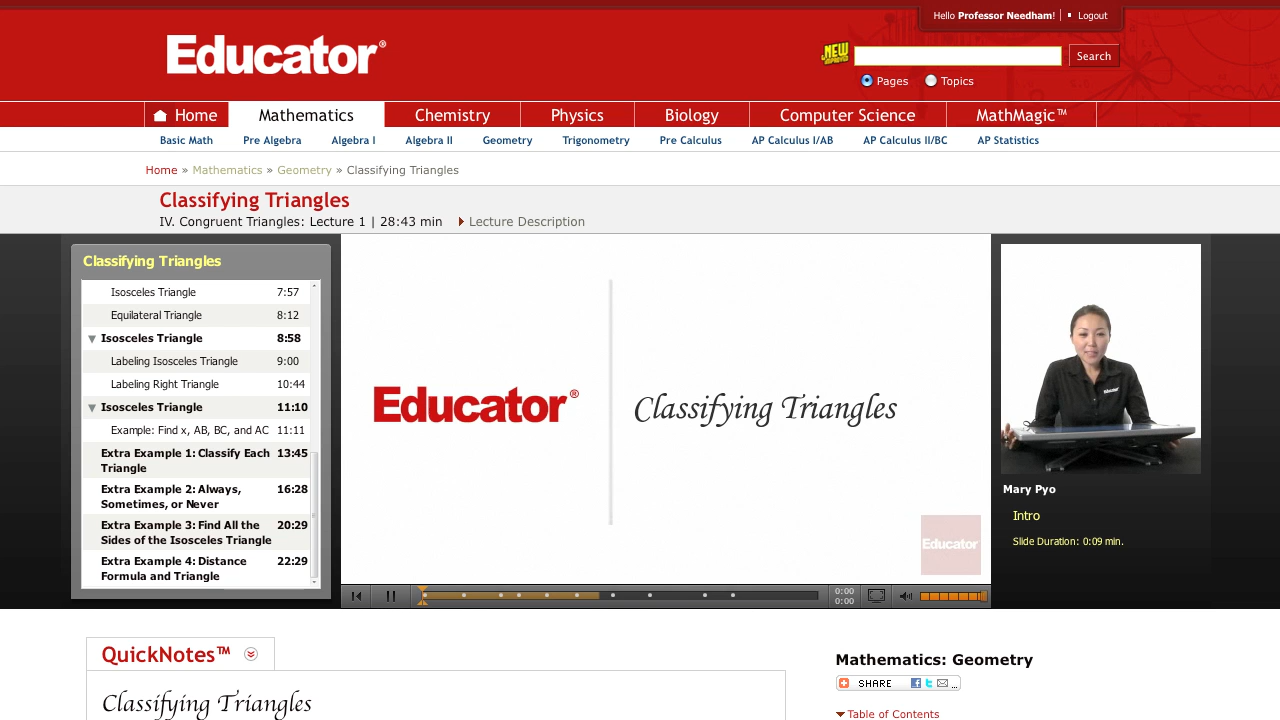 Hello Professor Needham! Logout
Educator®
NEW
Search
Pages Topics
Home Mathematics Chemistry Physics Biology Computer Science MathMagic™
Basic Math Pre Algebra Algebra I Algebra II Geometry Trigonometry Pre Calculus AP Calculus I/AB AP Calculus II/BC AP Statistics
Home » Mathematics » Geometry » Classifying Triangles
Classifying Triangles
IV. Congruent Triangles: Lecture 1 | 28:43 min Lecture Description
Classifying Triangles
Isosceles Triangle 7:57
Equilateral Triangle 8:12
Isosceles Triangle 8:58
Labeling Isosceles Triangle 9:00
Labeling Right Triangle 10:44
Isosceles Triangle 11:10
Example: Find x, AB, BC, and AC 11:11
Extra Example 1: Classify Each 13:45
Triangle
Extra Example 2: Always, 16:28
Sometimes, or Never
Extra Example 3: Find All the 20:29
Sides of the Isosceles Triangle
Extra Example 4: Distance 22:29
Formula and Triangle
Educator®
Classifying Triangles
Educator
0:00
0:00
Mary Pyo
Intro
Slide Duration: 0:09 min.
QuickNotes™
Classifying Triangles
Mathematics: Geometry
SHARE ...
Table of Contents